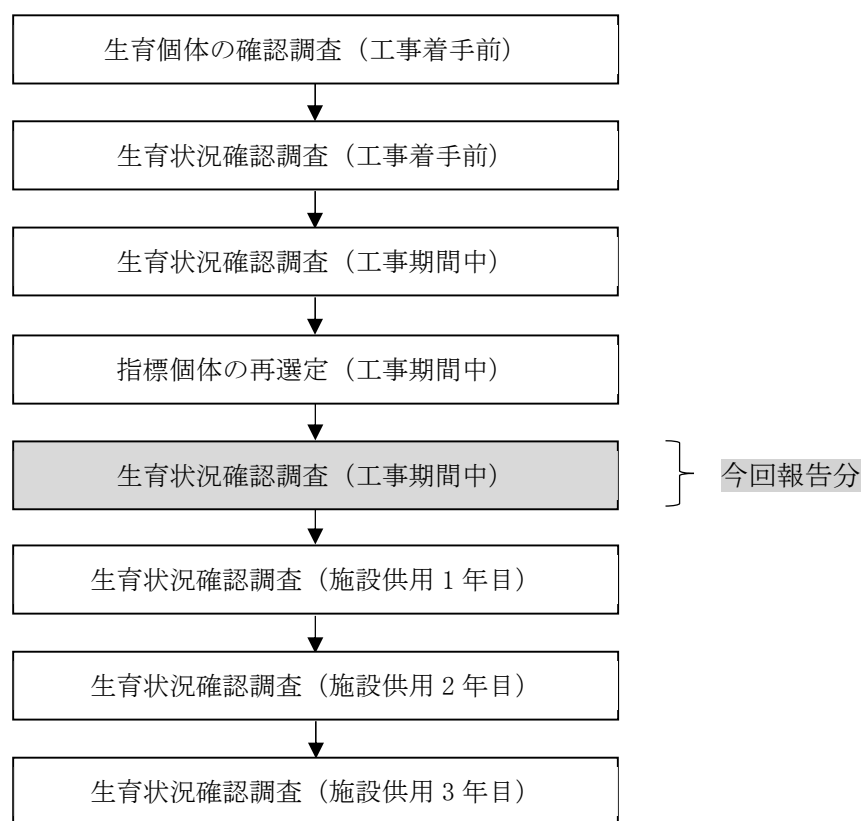 生育個体の確認調査（工事着手前）
生育状況確認調査（工事着手前）
生育状況確認調査（工事期間中）
指標個体の再選定（工事期間中）
生育状況確認調査（工事期間中）
今回報告分
生育状況確認調査（施設供用 1 年目）
生育状況確認調査（施設供用 2 年目）
生育状況確認調査（施設供用 3 年目）